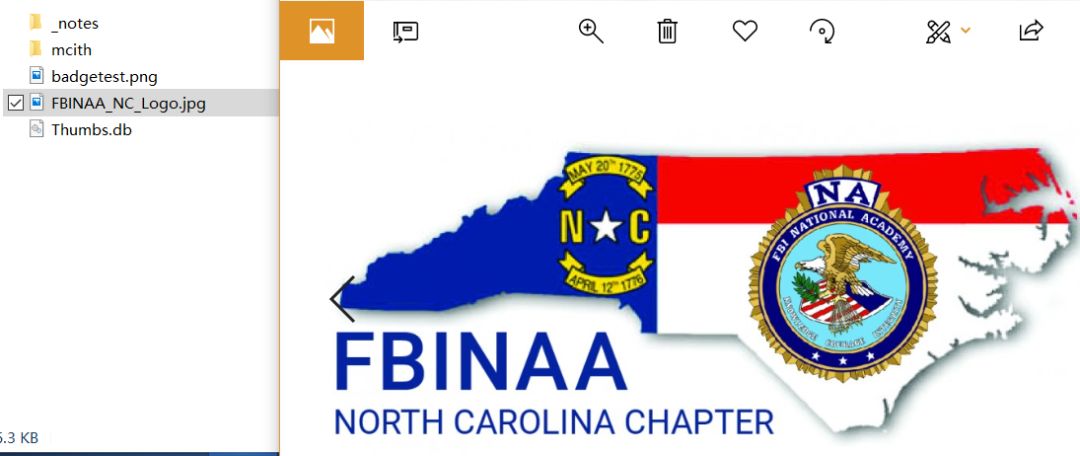 _notes
mcith
badgetest.png
FBINAA_NC_Logo.jpg
Thumbs.db
5.3 KB
MAY 20TH 1775
N ★ C
APRIL 12TH 1776
NA
FBI NATIONAL ACADEMY
KNOWLEDGE COURAGE INTEGRITY
FBINAA
NORTH CAROLINA CHAPTER